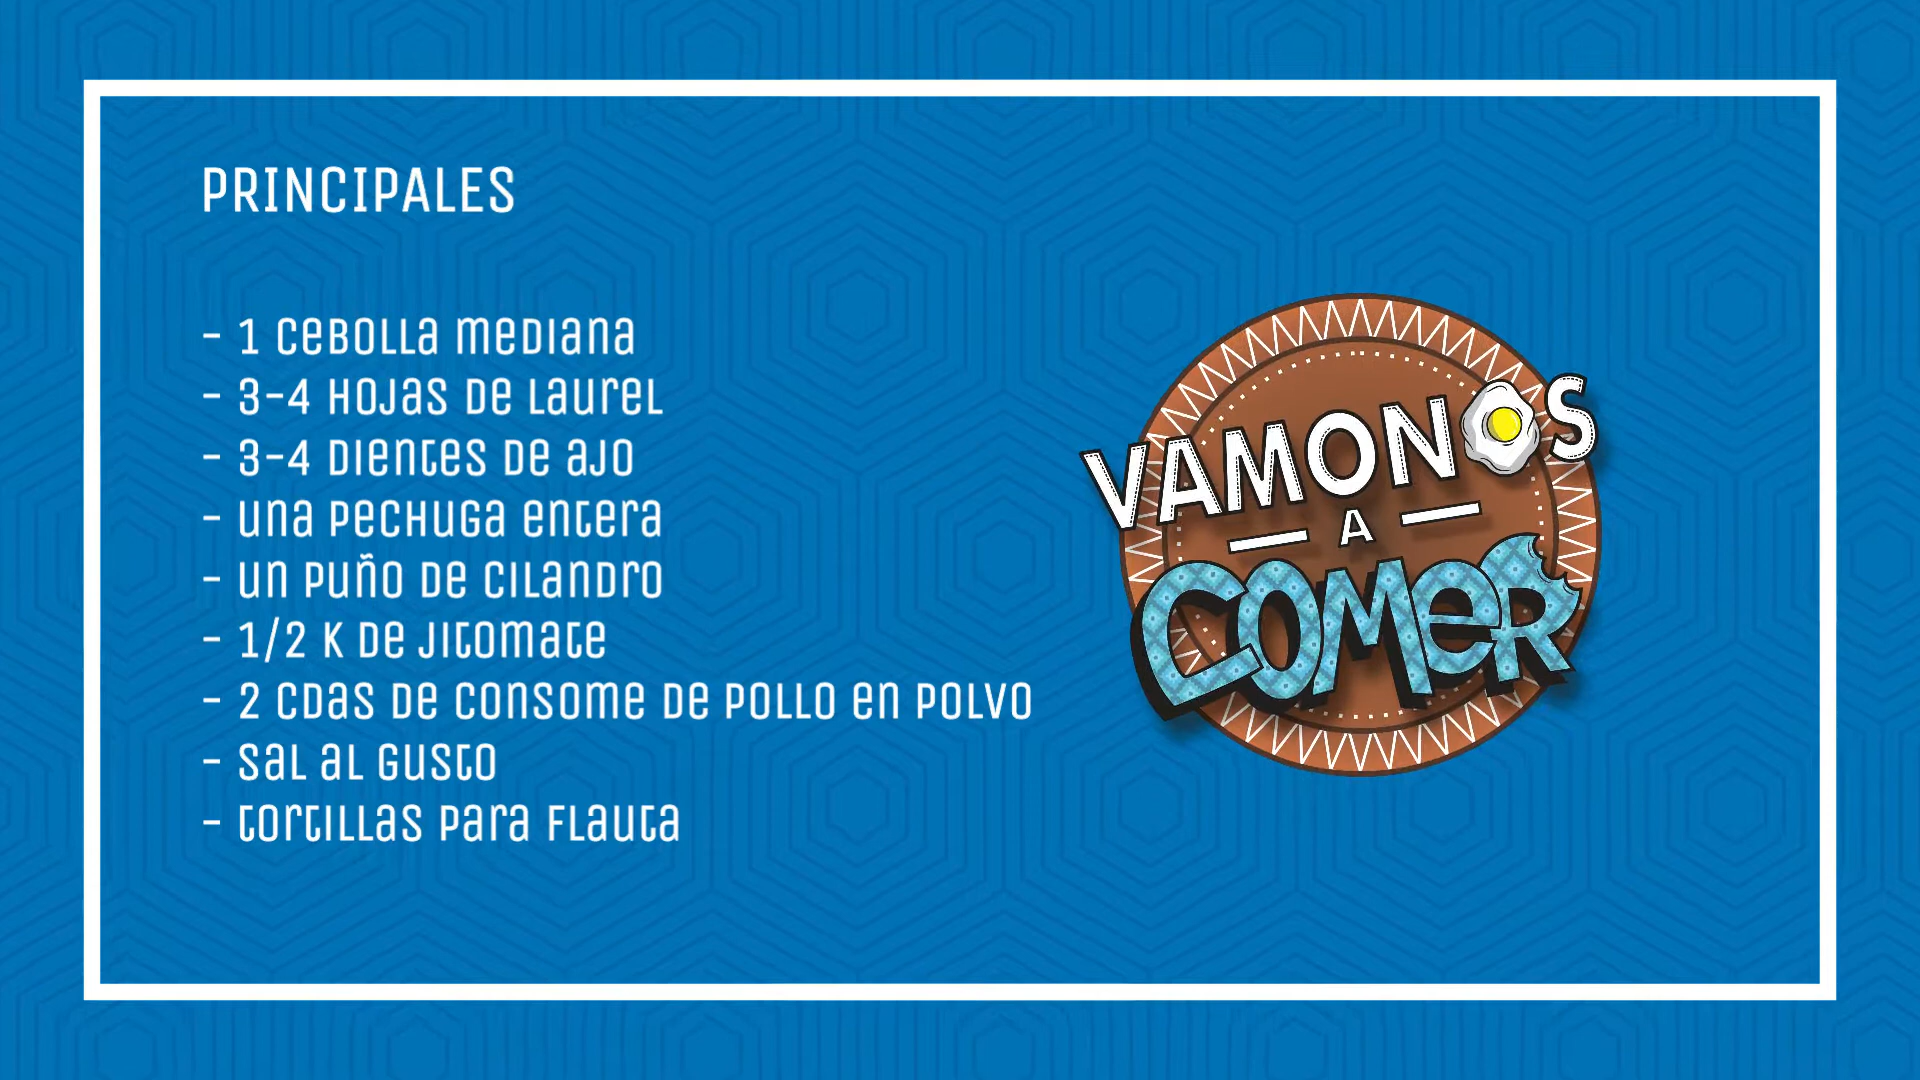 PRINCIPALES
- 1 cebolla mediana
- 3-4 hojas de laurel
- 3-4 dientes de ajo
- una pechuga entera
- un puño de cilandro
- 1/2 k de jitomate
- 2 cdas de consome de pollo en polvo
- sal al gusto
- tortillas para flauta
VAMONOS
A
COMER